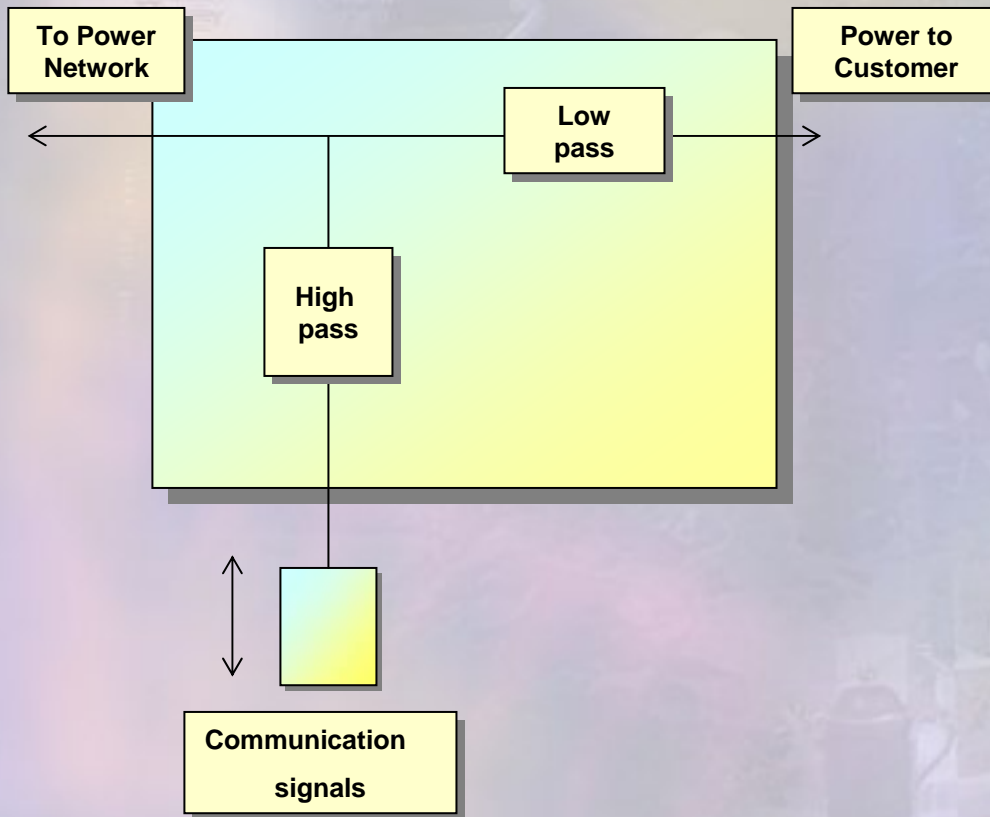 To Power
Network
Power to
Customer
Low
pass
High
pass
Communication
signals